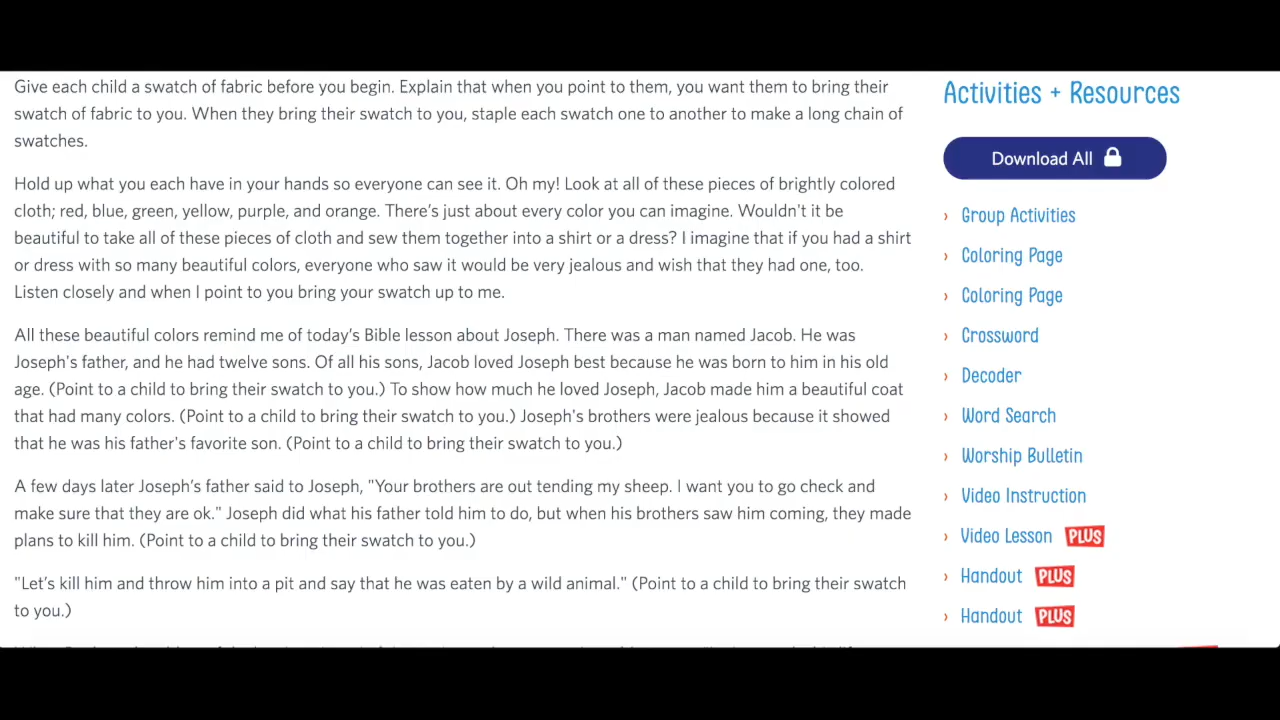 Give each child a swatch of fabric before you begin. Explain that when you point to them, you want them to bring their
swatch of fabric to you. When they bring their swatch to you, staple each swatch one to another to make a long chain of
swatches.
Hold up what you each have in your hands so everyone can see it. Oh my! Look at all of these pieces of brightly colored
cloth; red, blue, green, yellow, purple, and orange. There's just about every color you can imagine. Wouldn't it be
beautiful to take all of these pieces of cloth and sew them together into a shirt or a dress? I imagine that if you had a shirt
or dress with so many beautiful colors, everyone who saw it would be very jealous and wish that they had one, too.
Listen closely and when I point to you bring your swatch up to me.
All these beautiful colors remind me of today's Bible lesson about Joseph. There was a man named Jacob. He was
Joseph's father, and he had twelve sons. Of all his sons, Jacob loved Joseph best because he was born to him in his old
age. (Point to a child to bring their swatch to you.) To show how much he loved Joseph, Jacob made him a beautiful coat
that had many colors. (Point to a child to bring their swatch to you.) Joseph's brothers were jealous because it showed
that he was his father's favorite son. (Point to a child to bring their swatch to you.)
A few days later Joseph's father said to Joseph, "Your brothers are out tending my sheep. I want you to go check and
make sure that they are ok." Joseph did what his father told him to do, but when his brothers saw him coming, they made
plans to kill him. (Point to a child to bring their swatch to you.)
"Let's kill him and throw him into a pit and say that he was eaten by a wild animal." (Point to a child to bring their swatch
to you.)
Activities + Resources
Download All
› Group Activities
› Coloring Page
› Coloring Page
› Crossword
› Decoder
› Word Search
› Worship Bulletin
› Video Instruction
› Video Lesson PLUS
› Handout PLUS
› Handout PLUS